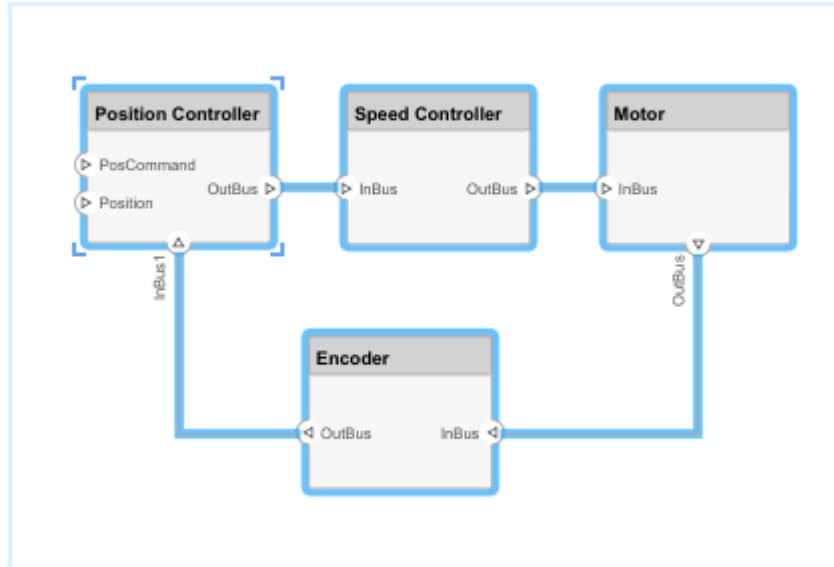 Position Controller
PosCommand
Position
OutBus
InBus1
Speed Controller
InBus
OutBus
Motor
InBus
OutBus
Encoder
OutBus
InBus